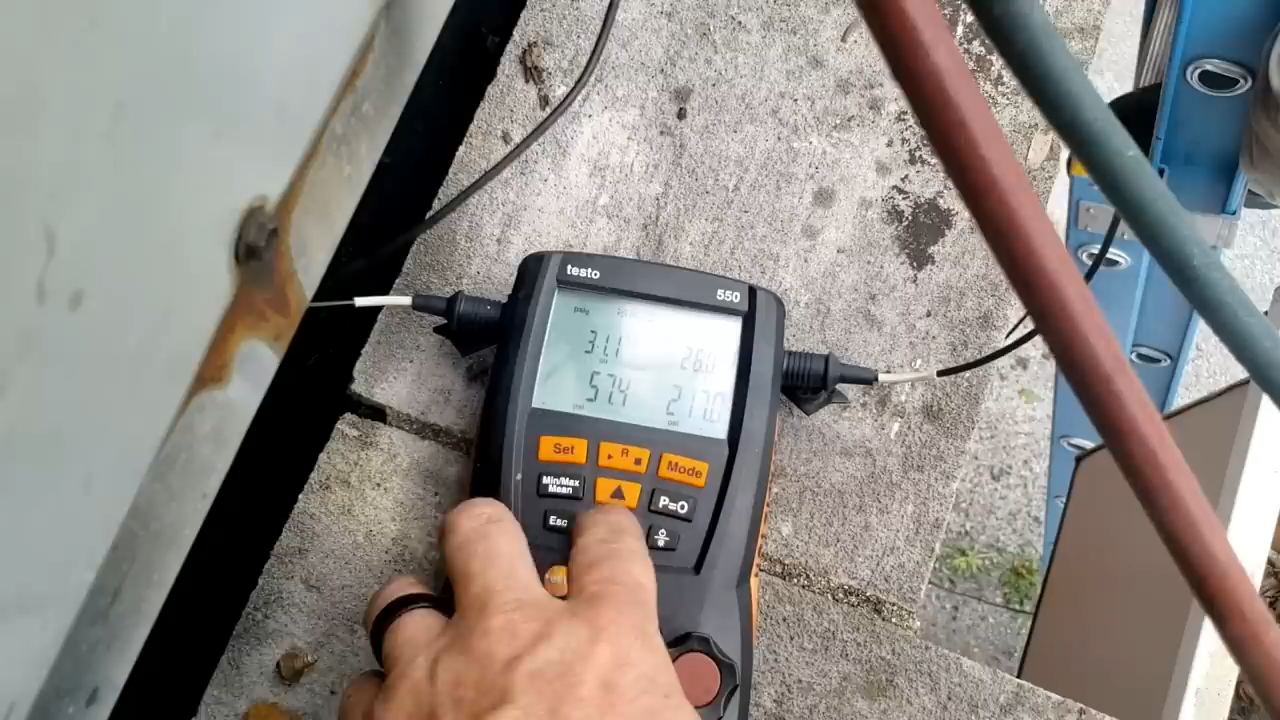 testo
550
psig
31.1 26.0
57.4 217.0
psi psi
Set R Mode
Min/Max
Mean
P=0
Esc